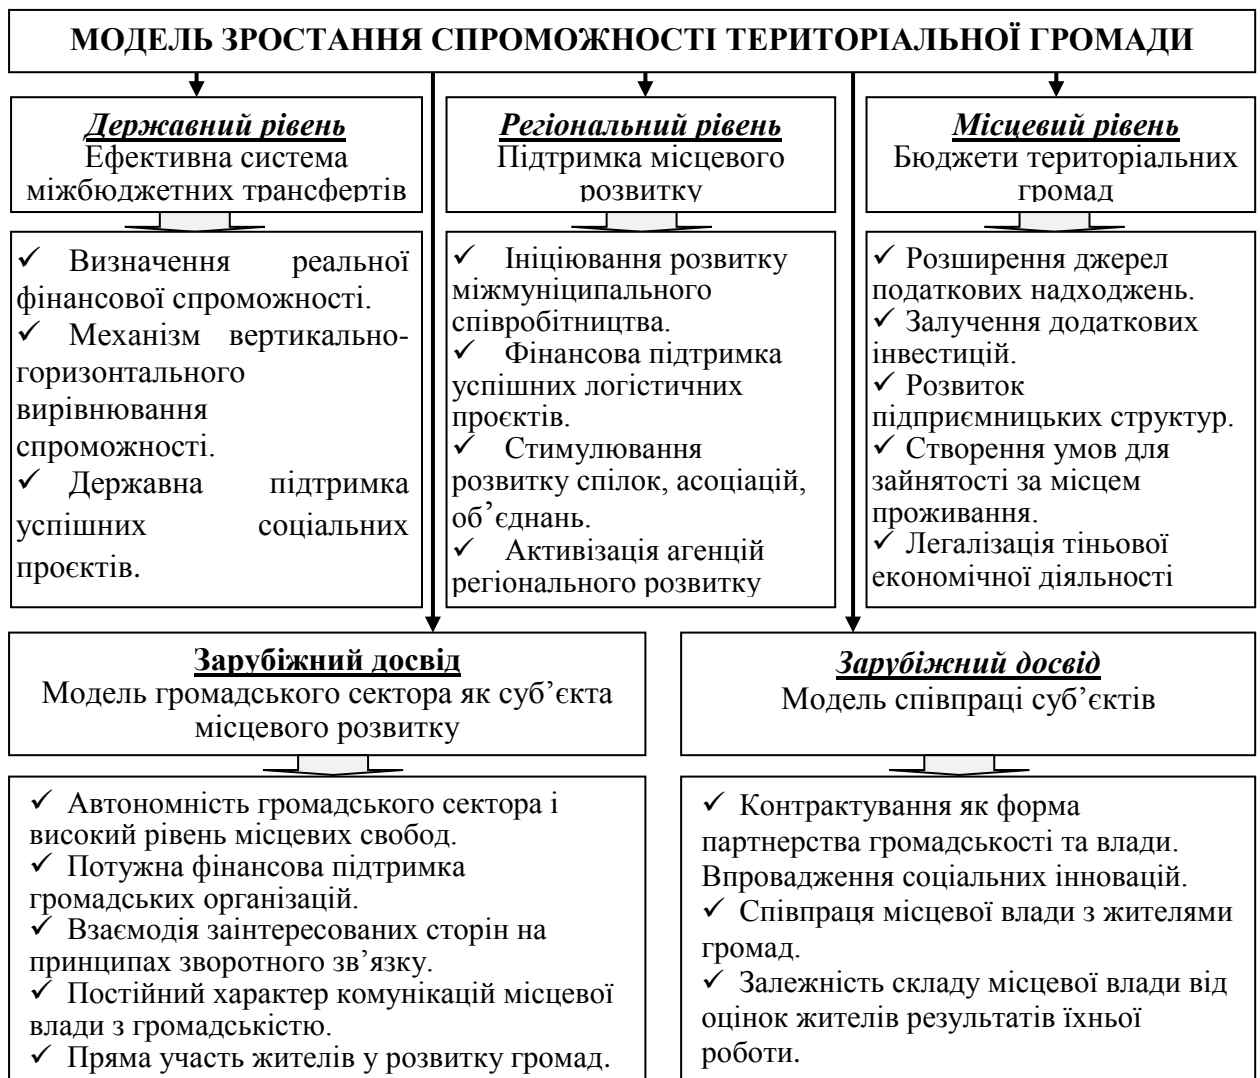 МОДЕЛЬ ЗРОСТАННЯ СПРОМОЖНОСТІ ТЕРИТОРІАЛЬНОЇ ГРОМАДИ
Державний рівень
Ефективна система
міжбюджетних трансфертів
✓ Визначення реальної
фінансової спроможності.
✓ Механізм вертикально-
горизонтального
вирівнювання
спроможності.
✓ Державна підтримка
успішних соціальних
проєктів.
Регіональний рівень
Підтримка місцевого
розвитку
✓ Ініціювання розвитку
міжмуніципального
співробітництва.
✓ Фінансова підтримка
успішних логістичних
проєктів.
✓ Стимулювання
розвитку спілок, асоціацій,
об’єднань.
✓ Активізація агенцій
регіонального розвитку
Місцевий рівень
Бюджети територіальних
громад
✓ Розширення джерел
податкових надходжень.
✓ Залучення додаткових
інвестицій.
✓ Розвиток
підприємницьких структур.
✓ Створення умов для
зайнятості за місцем
проживання.
✓ Легалізація тіньової
економічної діяльності
Зарубіжний досвід
Модель громадського сектора як суб’єкта
місцевого розвитку
✓ Автономність громадського сектора і
високий рівень місцевих свобод.
✓ Потужна фінансова підтримка
громадських організацій.
✓ Взаємодія заінтересованих сторін на
принципах зворотного зв’язку.
✓ Постійний характер комунікацій місцевої
влади з громадськістю.
✓ Пряма участь жителів у розвитку громад.
Зарубіжний досвід
Модель співпраці суб’єктів
✓ Контрактування як форма
партнерства громадськості та влади.
Впровадження соціальних інновацій.
✓ Співпраця місцевої влади з жителями
громад.
✓ Залежність складу місцевої влади від
оцінок жителів результатів їхньої
роботи.